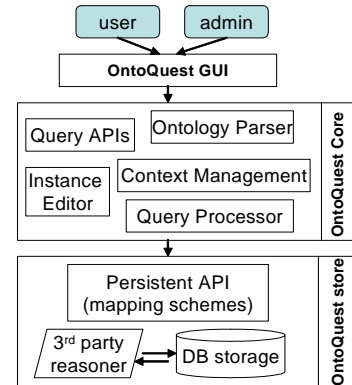 user
admin
OntoQuest GUI
Query APIs
Ontology Parser
Instance
Editor
Context Management
Query Processor
OntoQuest Core
Persistent API
(mapping schemes)
3rd party
reasoner
DB storage
OntoQuest store